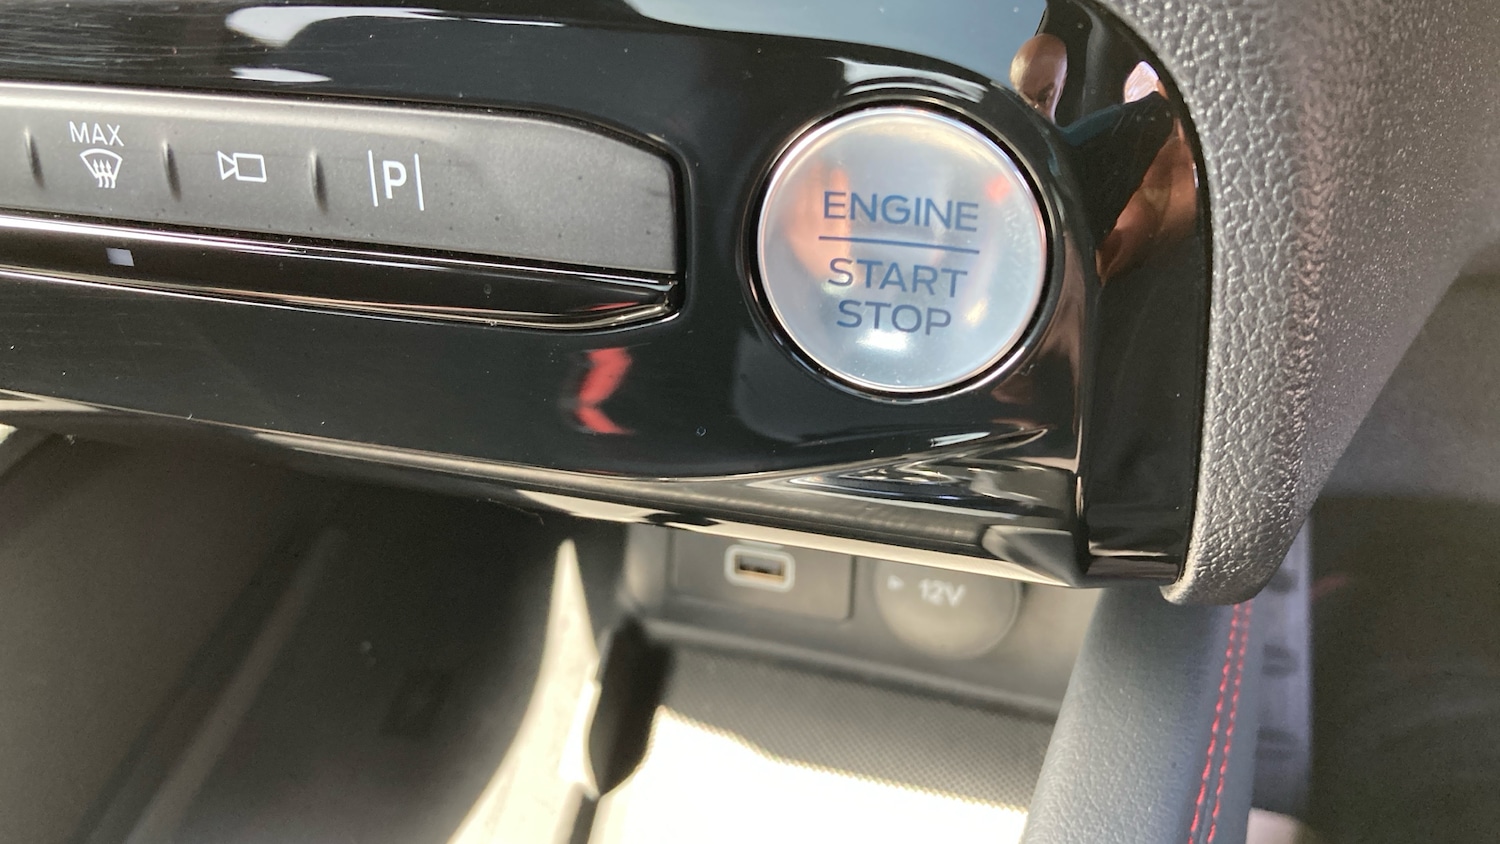 MAX
|P|
ENGINE
START
STOP
12V